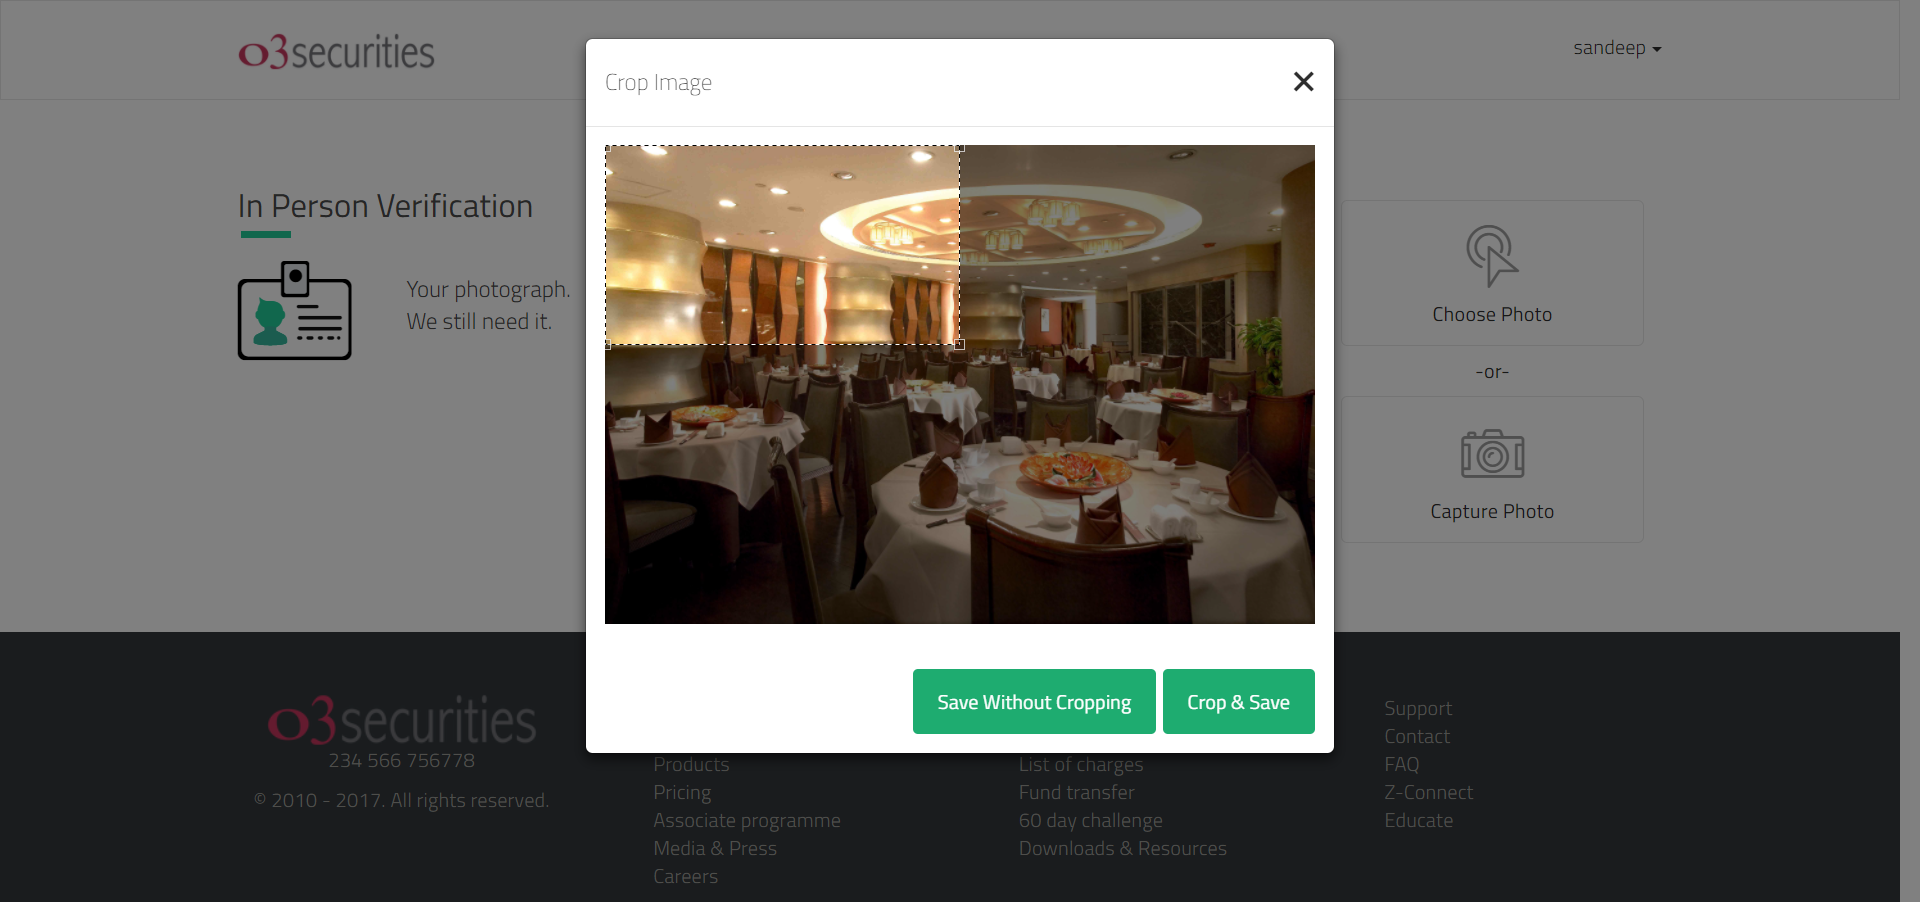 o3securities
sandeep
Crop Image
In Person Verification
Your photograph.
We still need it.
Choose Photo
-or-
Capture Photo
Save Without Cropping
Crop & Save
o3securities
234 566 756778
© 2010 - 2017. All rights reserved.
Products
Pricing
Associate programme
Media & Press
Careers
List of charges
Fund transfer
60 day challenge
Downloads & Resources
Support
Contact
FAQ
Z-Connect
Educate